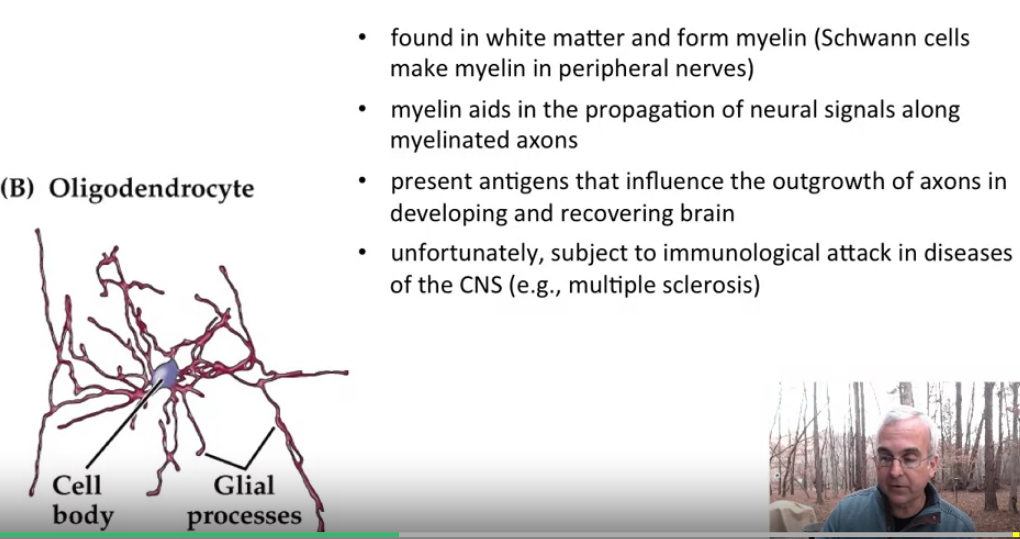 • found in white matter and form myelin (Schwann cells
make myelin in peripheral nerves)
• myelin aids in the propagation of neural signals along
myelinated axons
• present antigens that influence the outgrowth of axons in
developing and recovering brain
• unfortunately, subject to immunological attack in diseases
of the CNS (e.g., multiple sclerosis)
(B) Oligodendrocyte
Cell
body
Glial
processes